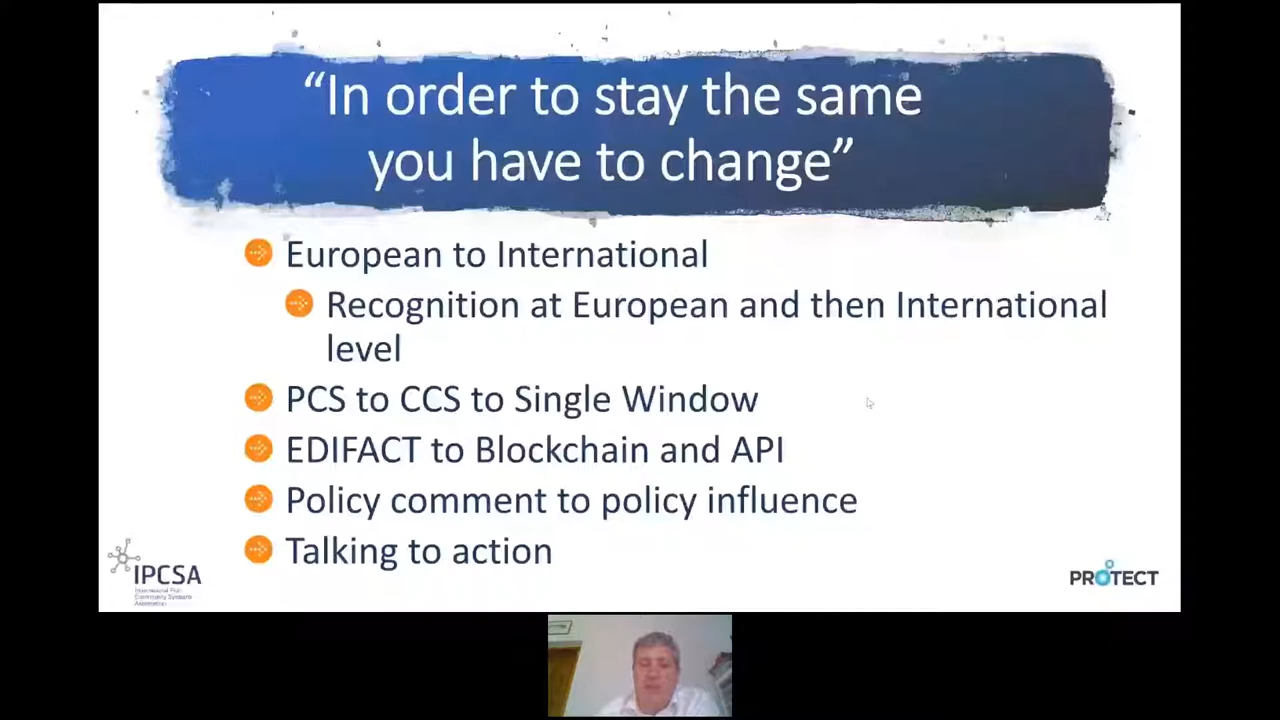 “In order to stay the same
you have to change”
European to International
Recognition at European and then International
level
PCS to CCS to Single Window
EDIFACT to Blockchain and API
Policy comment to policy influence
Talking to action
IPCSA
International Port
Community Systems
Association
PROTECT